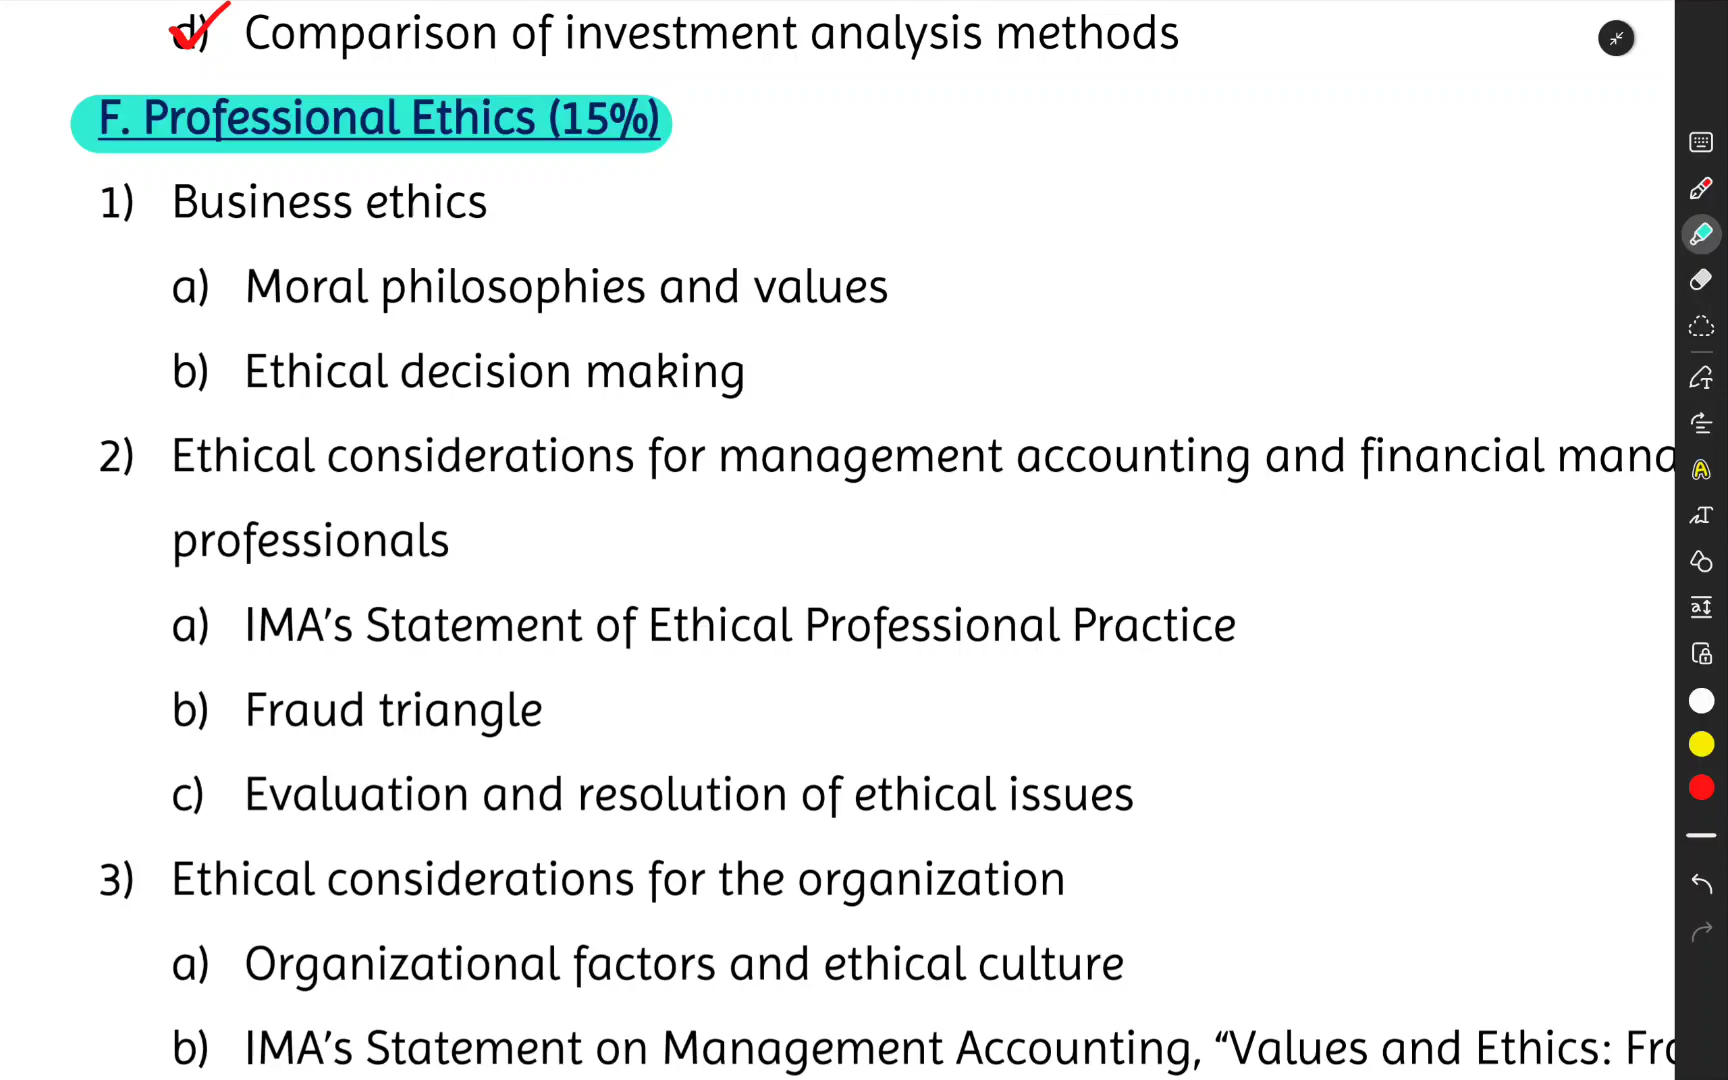 d) Comparison of investment analysis methods
F. Professional Ethics (15%)
1) Business ethics
a) Moral philosophies and values
b) Ethical decision making
2) Ethical considerations for management accounting and financial mana
professionals
a) IMA’s Statement of Ethical Professional Practice
b) Fraud triangle
c) Evaluation and resolution of ethical issues
3) Ethical considerations for the organization
a) Organizational factors and ethical culture
b) IMA’s Statement on Management Accounting, “Values and Ethics: Fro